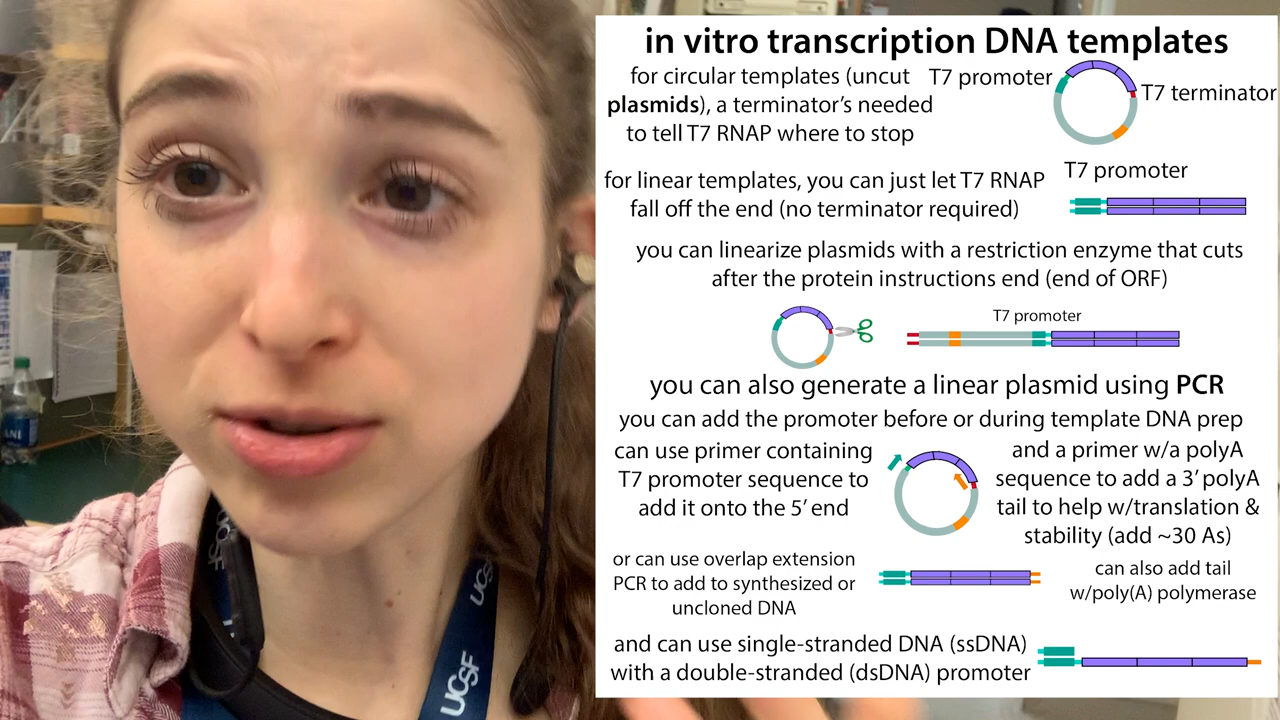 in vitro transcription DNA templates
for circular templates (uncut
plasmids), a terminator's needed
to tell T7 RNAP where to stop
T7 promoter
T7 terminator
for linear templates, you can just let T7 RNAP
fall off the end (no terminator required)
T7 promoter
you can linearize plasmids with a restriction enzyme that cuts
after the protein instructions end (end of ORF)
T7 promoter
you can also generate a linear plasmid using PCR
you can add the promoter before or during template DNA prep
can use primer containing
T7 promoter sequence to
add it onto the 5' end
and a primer w/a polyA
sequence to add a 3' polyA
tail to help w/translation &
stability (add ~30 As)
or can use overlap extension
PCR to add to synthesized or
uncloned DNA
can also add tail
w/poly(A) polymerase
and can use single-stranded DNA (ssDNA)
with a double-stranded (dsDNA) promoter
UCSF
UCSF